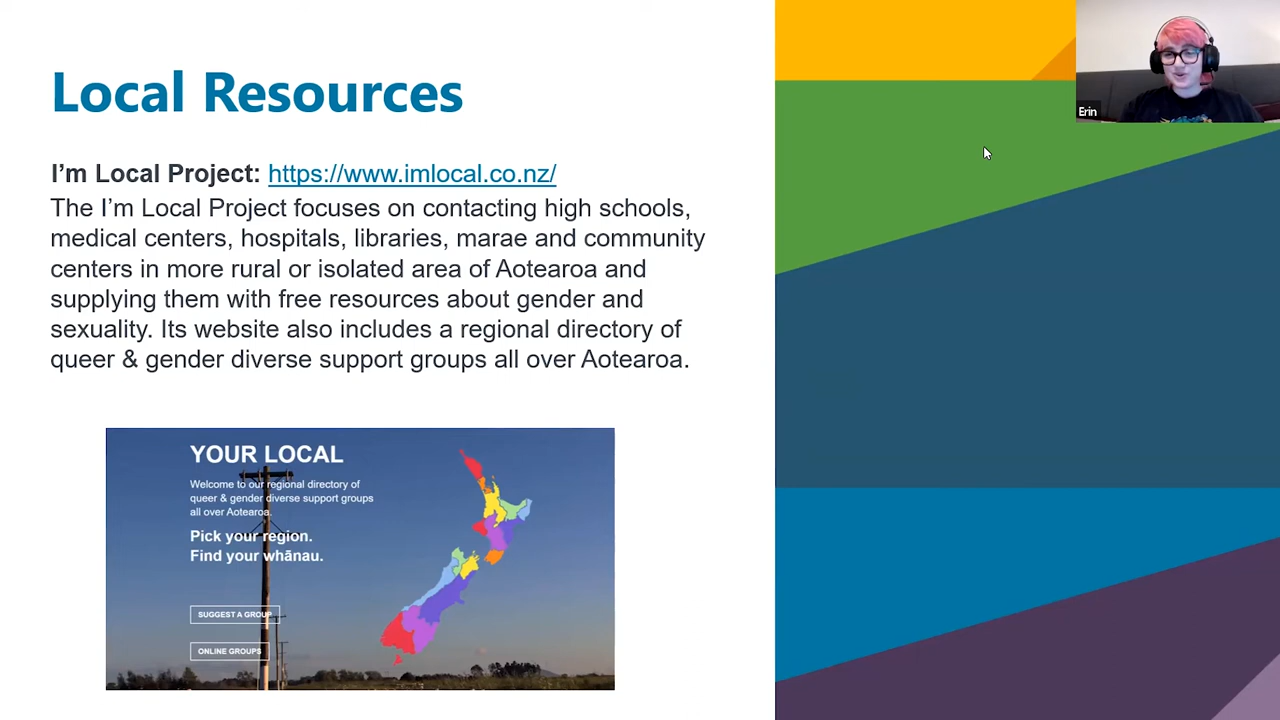 Local Resources
Erin
I'm Local Project: https://www.imlocal.co.nz/
The I'm Local Project focuses on contacting high schools,
medical centers, hospitals, libraries, marae and community
centers in more rural or isolated area of Aotearoa and
supplying them with free resources about gender and
sexuality. Its website also includes a regional directory of
queer & gender diverse support groups all over Aotearoa.
YOUR LOCAL
Welcome to our regional directory of
queer & gender diverse support groups
all over Aotearoa.
Pick your region.
Find your whānau.
SUGGEST A GROUP
ONLINE GROUPS